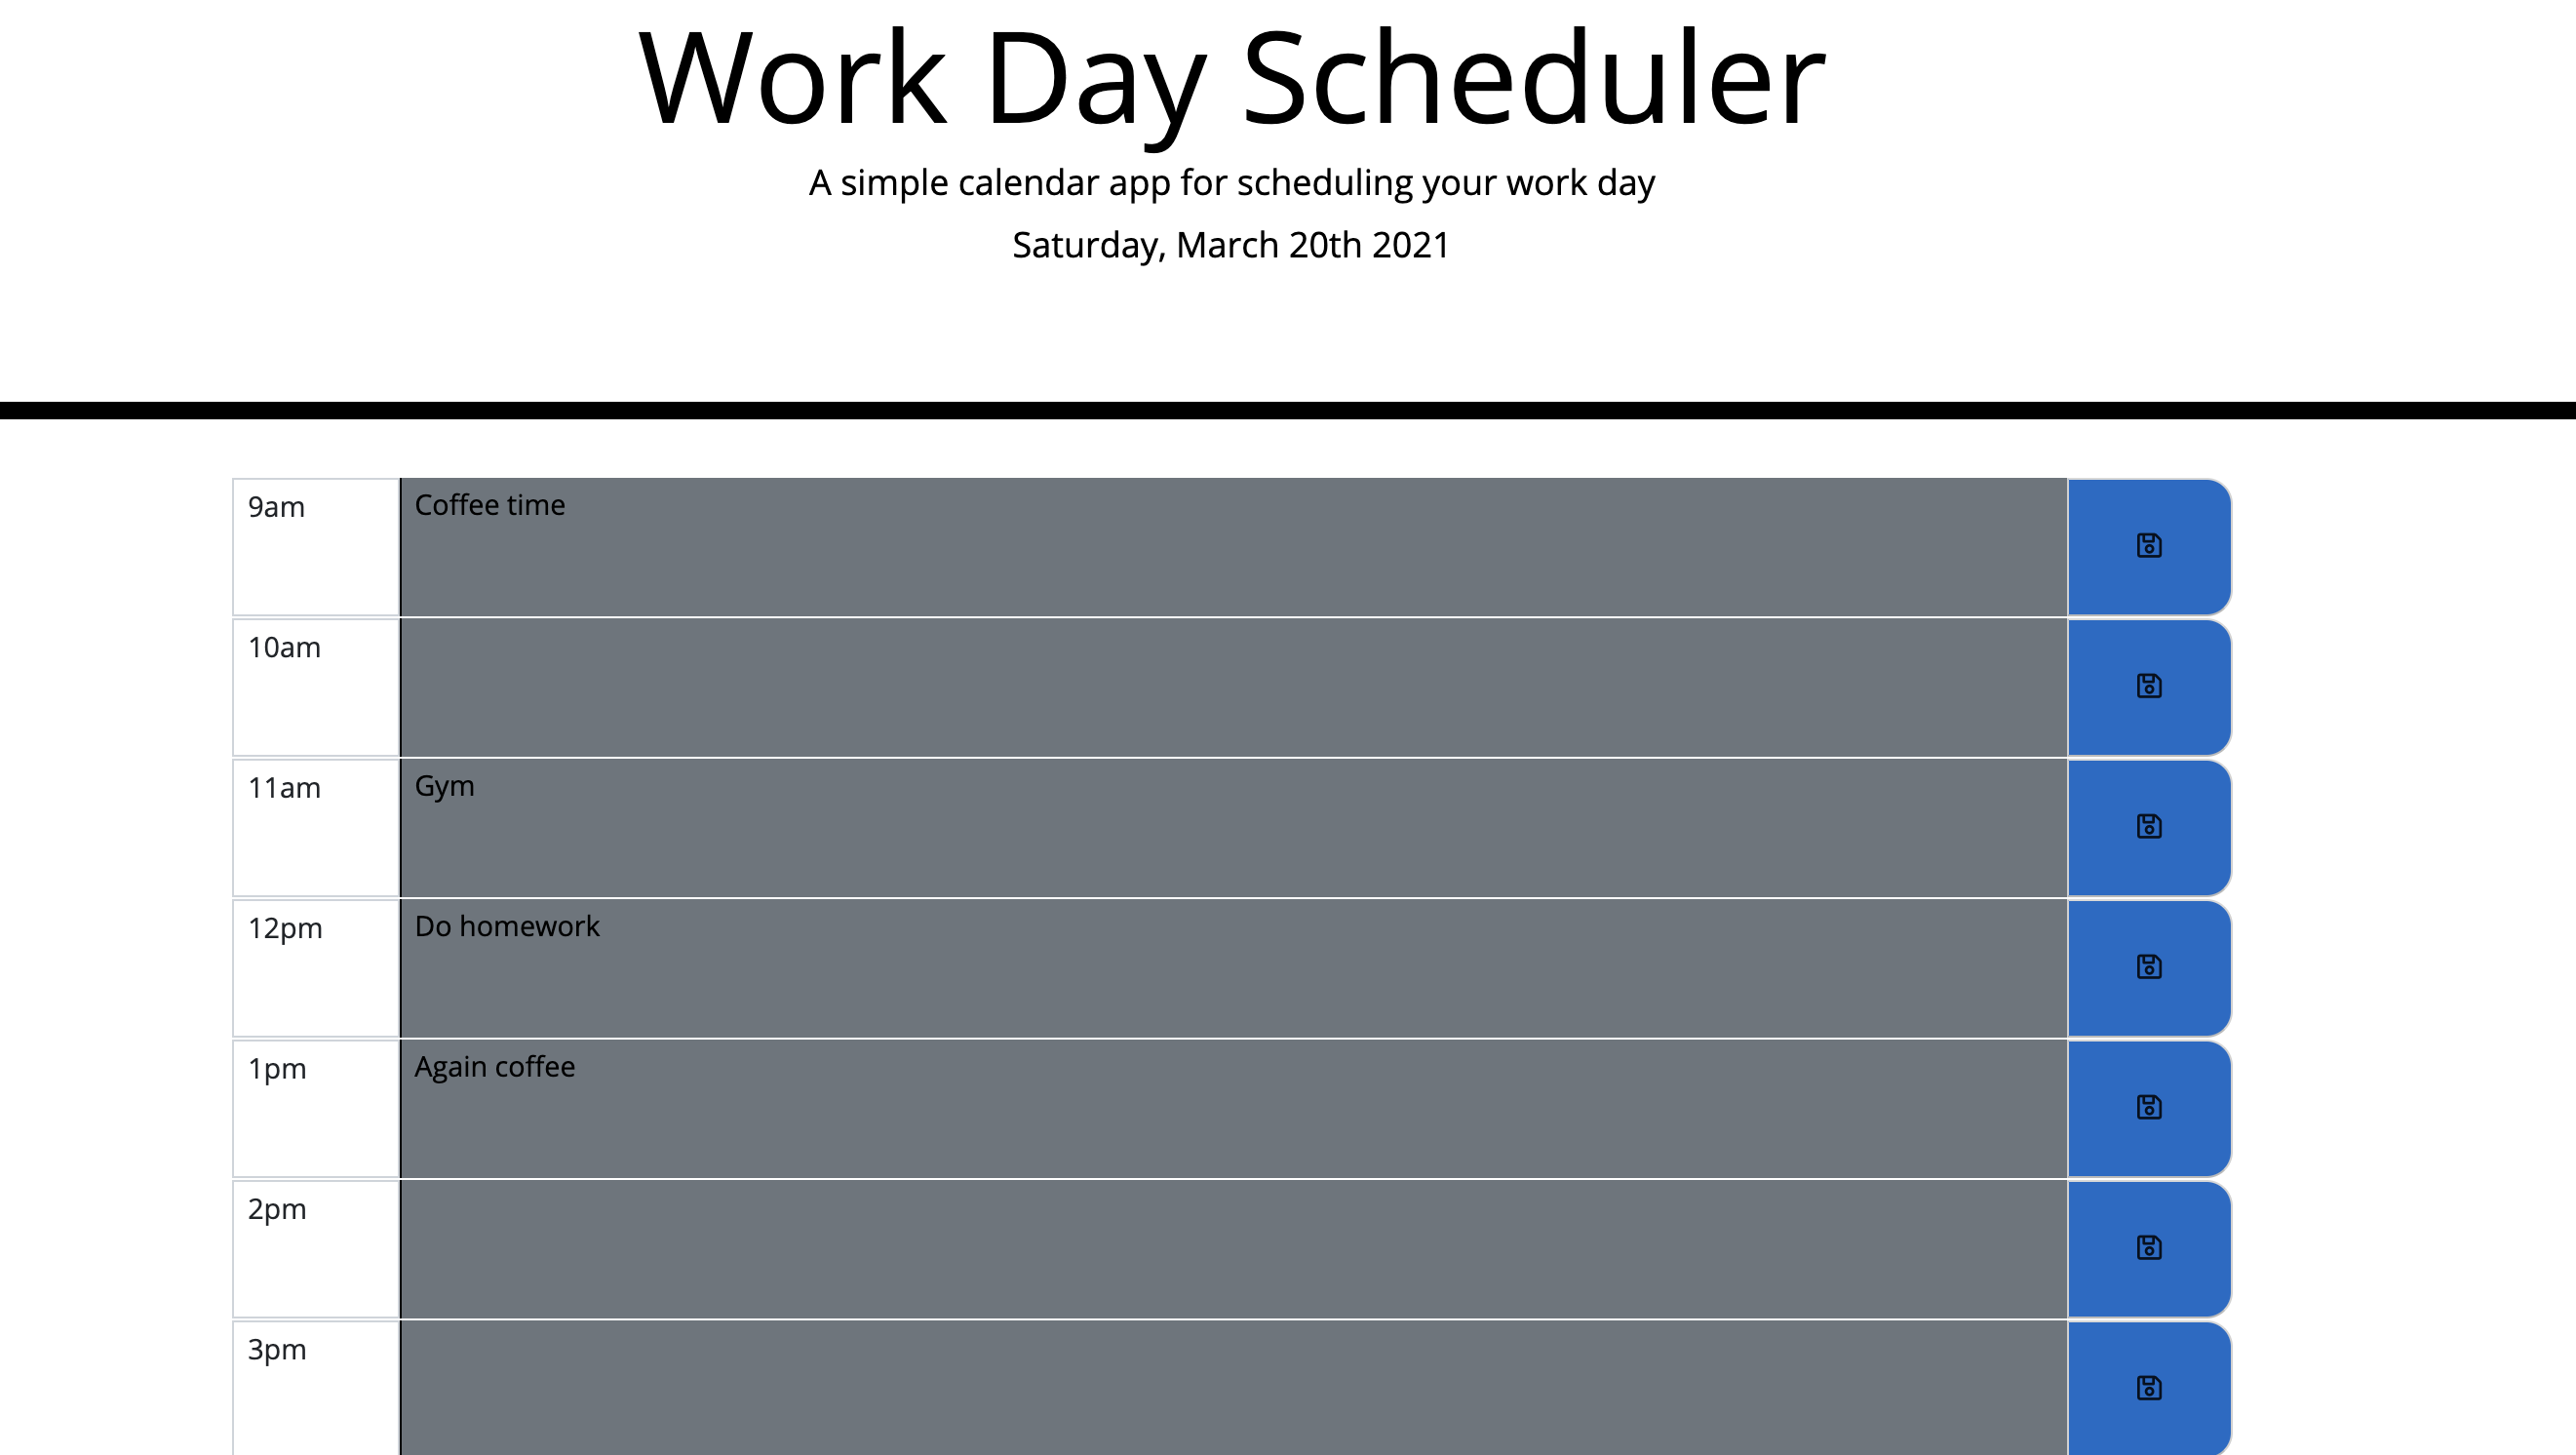 Work Day Scheduler
A simple calendar app for scheduling your work day
Saturday, March 20th 2021
9am Coffee time
10am
11am Gym
12pm Do homework
1pm Again coffee
2pm
3pm